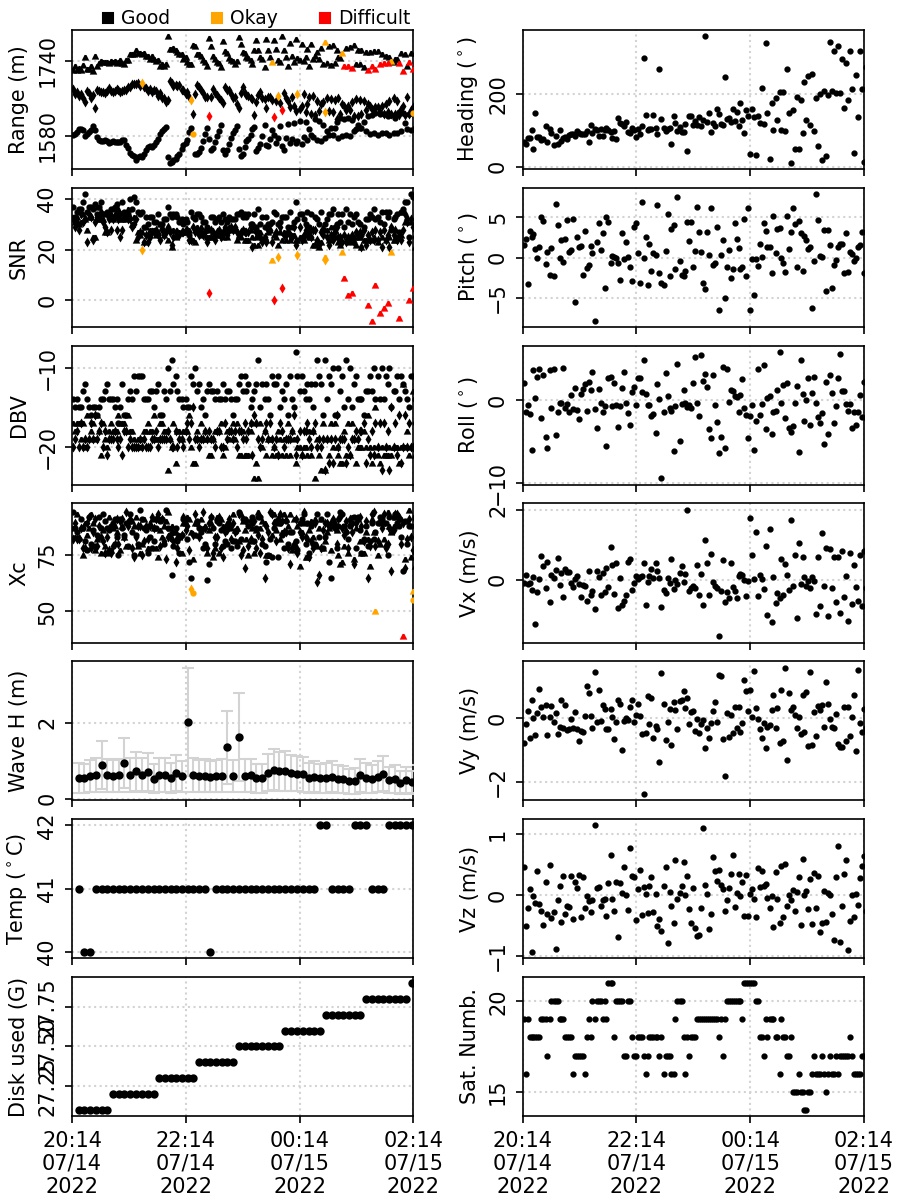 Good Okay Difficult
Range (m)
1740
1580
Heading (°)
200
0
SNR
40
20
0
Pitch (°)
5
0
−5
DBV
−10
−20
Roll (°)
0
−10
Xc
75
50
Vx (m/s)
2
0
Wave H (m)
2
0
Vy (m/s)
0
−2
Temp (°C)
42
41
40
Vz (m/s)
1
0
−1
Disk used (G)
27.75
27.50
27.25
Sat. Numb.
20
15
20:14 22:14 00:14 02:14
07/14 07/14 07/15 07/15
2022 2022 2022 2022
20:14 22:14 00:14 02:14
07/14 07/14 07/15 07/15
2022 2022 2022 2022